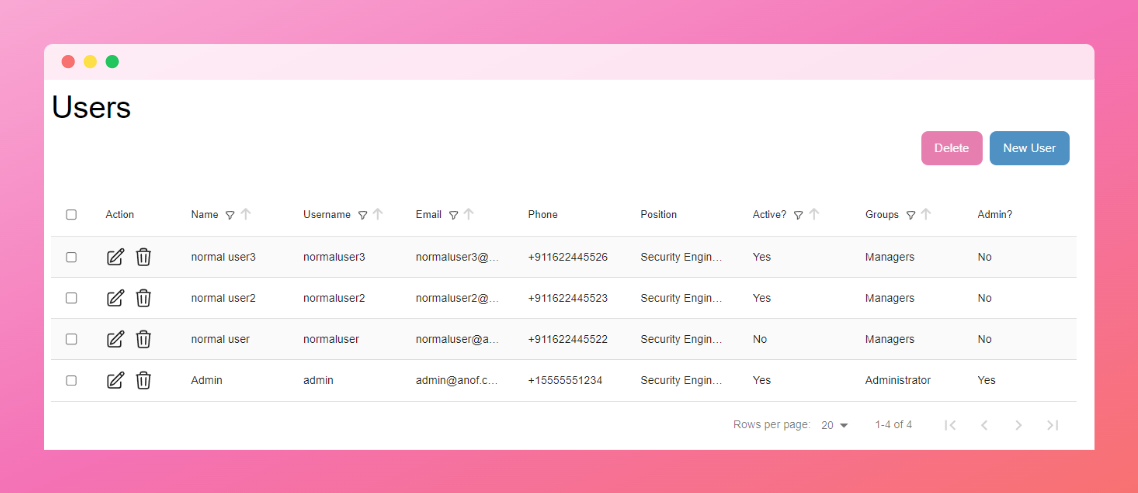 Users
Delete New User
Action Name Username Email Phone Position Active? Groups Admin?
normal user3 normaluser3 normaluser3@... +911622445526 Security Engin... Yes Managers No
normal user2 normaluser2 normaluser2@... +911622445523 Security Engin... Yes Managers No
normal user normaluser normaluser@a... +911622445522 Security Engin... No Managers No
Admin admin admin@anof.c... +15555551234 Security Engin... Yes Administrator Yes
Rows per page: 20 1-4 of 4